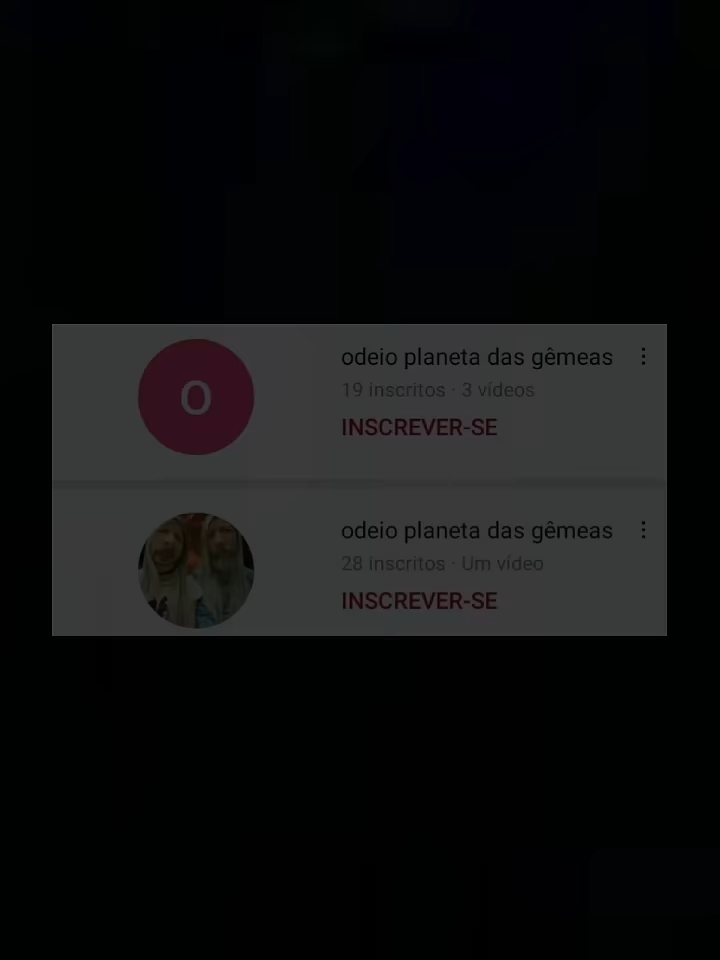 O
odeio planeta das gêmeas
19 inscritos · 3 vídeos
INSCREVER-SE
odeio planeta das gêmeas
28 inscritos · Um vídeo
INSCREVER-SE